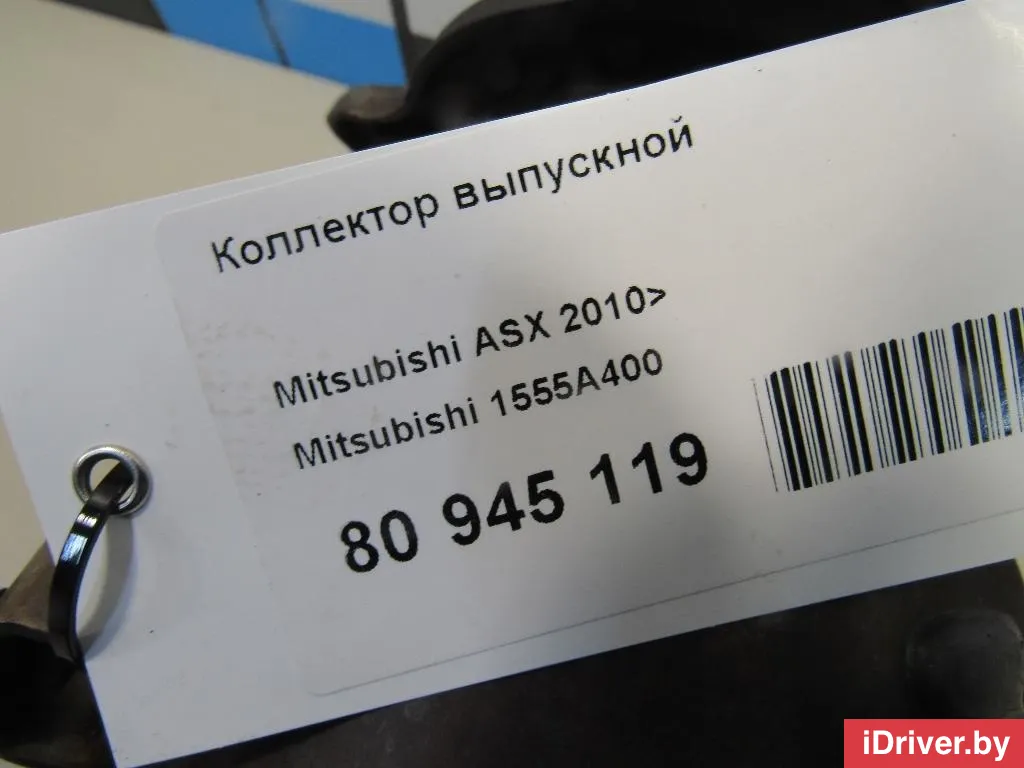 Коллектор выпускной
Mitsubishi ASX 2010>
Mitsubishi 1555A400
80 945 119
iDriver.by